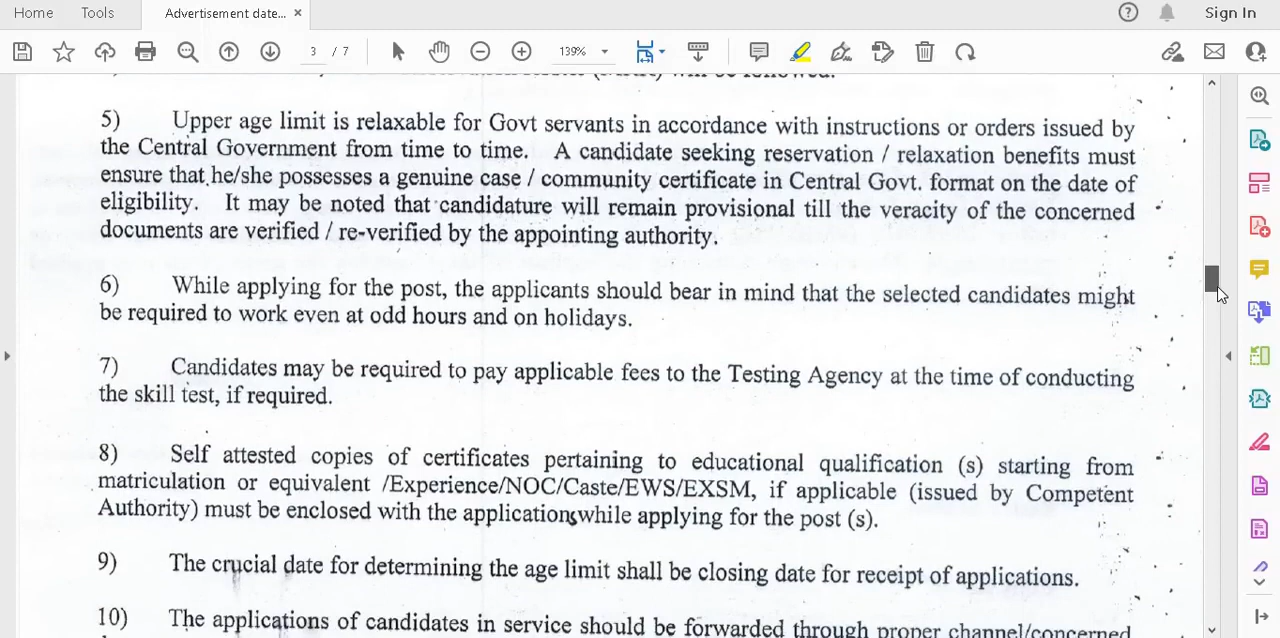 Home Tools Advertisement date... × Sign In
3 / 7 139%
will be followed.
5) Upper age limit is relaxable for Govt servants in accordance with instructions or orders issued by
the Central Government from time to time. A candidate seeking reservation / relaxation benefits must
ensure that he/she possesses a genuine case / community certificate in Central Govt. format on the date of
eligibility. It may be noted that candidature will remain provisional till the veracity of the concerned
documents are verified / re-verified by the appointing authority.
6) While applying for the post, the applicants should bear in mind that the selected candidates might
be required to work even at odd hours and on holidays.
7) Candidates may be required to pay applicable fees to the Testing Agency at the time of conducting
the skill test, if required.
8) Self attested copies of certificates pertaining to educational qualification (s) starting from
matriculation or equivalent /Experience/NOC/Caste/EWS/EXSM, if applicable (issued by Competent
Authority) must be enclosed with the application while applying for the post (s).
9) The crucial date for determining the age limit shall be closing date for receipt of applications.
10) The applications of candidates in service should be forwarded through proper channel/concerned